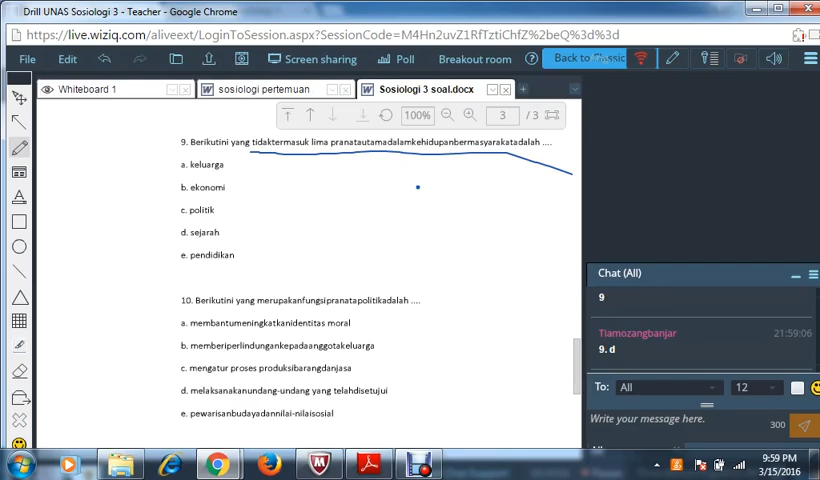 Drill UNAS Sosiologi 3 - Teacher - Google Chrome
https://live.wiziq.com/aliveext/LoginToSession.aspx?SessionCode=M4Hn2uvZ1RfTztiChfZ%2beQ%3d%3d
File Edit Screen sharing Poll Breakout room Back to Classic
Whiteboard 1 sosiologi pertemuan Sosiologi 3 soal.docx
100% 3 / 3
9. Berikutini yang tidaktermasuk lima pranatautamadalamkehidupanbermasyarakatadalah ....
a. keluarga
b. ekonomi
c. politik
d. sejarah
e. pendidikan
10. Berikutini yang merupakanfungsipranatapolitikadalah ....
a. membantumeningkatkanidentitas moral
b. memberiperlindungankepadaanggotakeluarga
c. mengatur proses produksibarangdanjasa
d. melaksanakanundang-undang yang telahdisetujui
e. pewarisanbudayadannilai-nilaisosial
Chat (All)
9
Tiamozangbanjar 21:59:06
9. d
To: All 12
Write your message here. 300
9:59 PM
3/15/2016